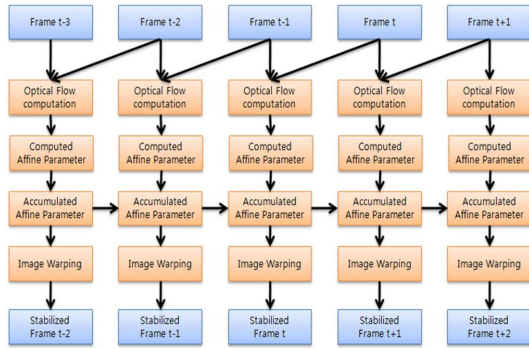 Frame t-3
Frame t-2
Frame t-1
Frame t
Frame t+1
Optical Flow
computation
Optical Flow
computation
Optical Flow
computation
Optical Flow
computation
Optical Flow
computation
Computed
Affine Parameter
Computed
Affine Parameter
Computed
Affine Parameter
Computed
Affine Parameter
Computed
Affine Parameter
Accumulated
Affine Parameter
Accumulated
Affine Parameter
Accumulated
Affine Parameter
Accumulated
Affine Parameter
Accumulated
Affine Parameter
Image Warping
Image Warping
Image Warping
Image Warping
Image Warping
Stabilized
Frame t-2
Stabilized
Frame t-1
Stabilized
Frame t
Stabilized
Frame t+1
Stabilized
Frame t+2